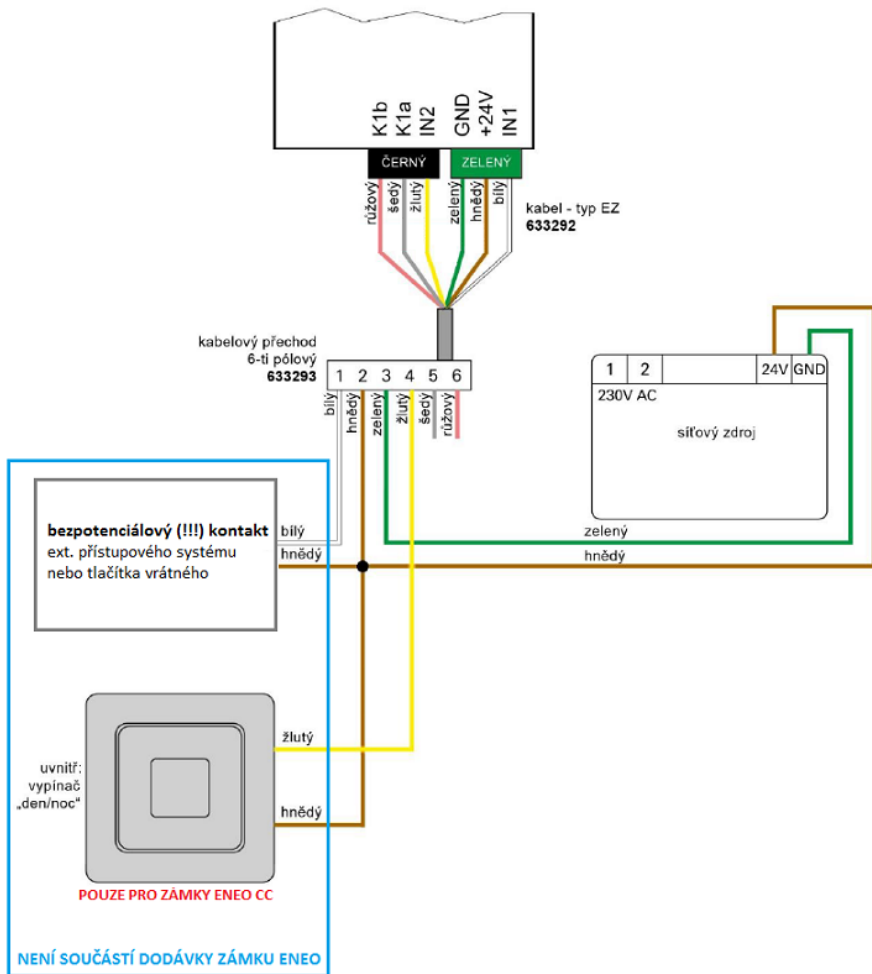 K1b
K1a
IN2
GND
+24V
IN1
ČERNÝ
ZELENÝ
růžový
šedý
žlutý
zelený
hnědý
bílý
kabel - typ EZ
633292
kabelový přechod
6-ti pólový
633293
1 2 3 4 5 6
bílý
hnědý
zelený
žlutý
šedý
růžový
1 2 24V GND
230V AC
síťový zdroj
bezpotenciálový (!!!) kontakt
ext. přístupového systému
nebo tlačítka vrátného
bílý
hnědý
zelený
hnědý
uvnitř:
vypínač
„den/noc“
žlutý
hnědý
POUZE PRO ZÁMKY ENEO CC
NENÍ SOUČÁSTÍ DODÁVKY ZÁMKU ENEO